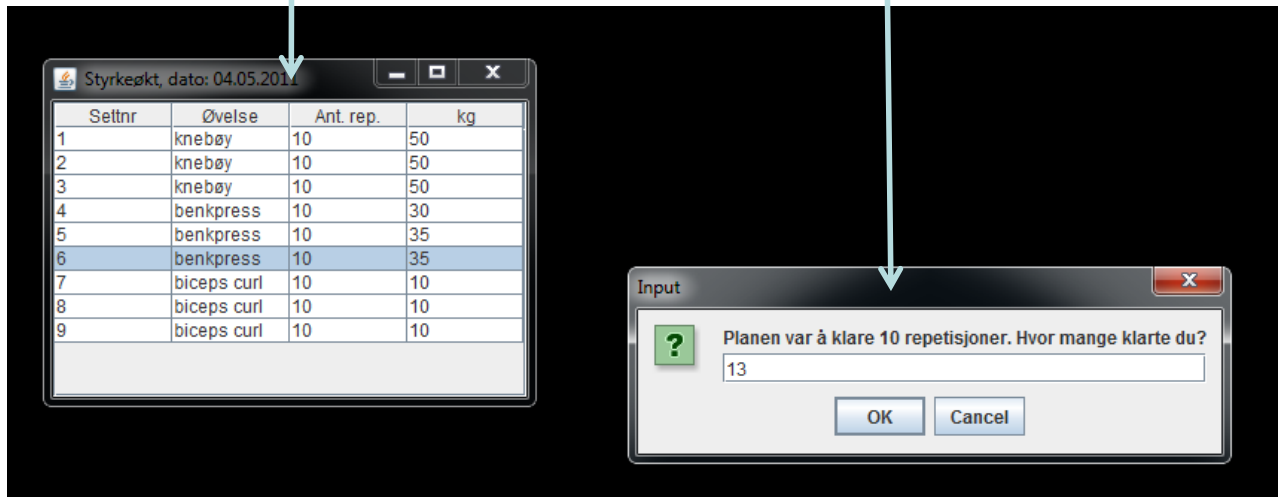 Styrkeøkt, dato: 04.05.2011
Settnr Øvelse Ant. rep. kg
1 knebøy 10 50
2 knebøy 10 50
3 knebøy 10 50
4 benkpress 10 30
5 benkpress 10 35
6 benkpress 10 35
7 biceps curl 10 10
8 biceps curl 10 10
9 biceps curl 10 10
Input
Planen var å klare 10 repetisjoner. Hvor mange klarte du?
13
OK Cancel